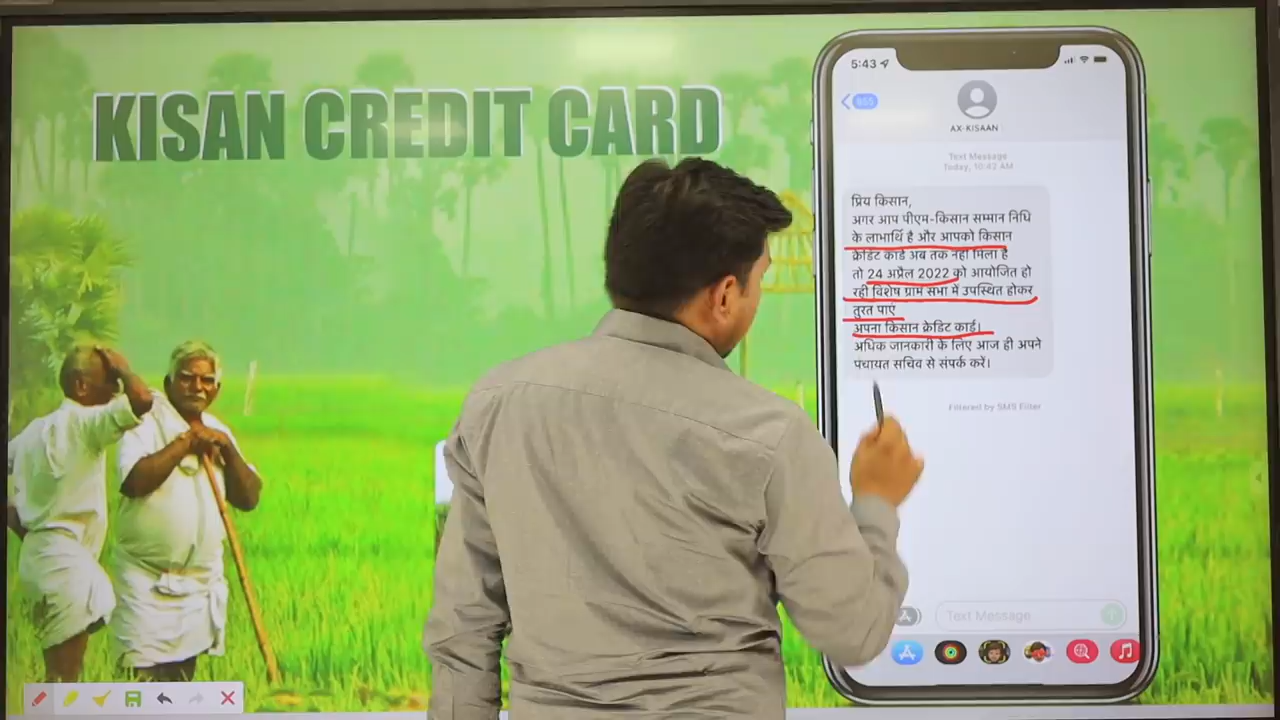 KISAN CREDIT CARD
5:43
AX-KISAAN
Text Message
Today, 10:42 AM
प्रिय किसान,
अगर आप पीएम-किसान सम्मान निधि
के लाभार्थि है और आपको किसान
क्रेडिट कार्ड अब तक नहीं मिला है
तो 24 अप्रैल 2022 को आयोजित हो
रही विशेष ग्राम सभा में उपस्थित होकर
तुरत पाएं
अपना किसान क्रेडिट कार्ड।
अधिक जानकारी के लिए आज ही अपने
पंचायत सचिव से संपर्क करें।
Filtered by SMS Filter
Text Message